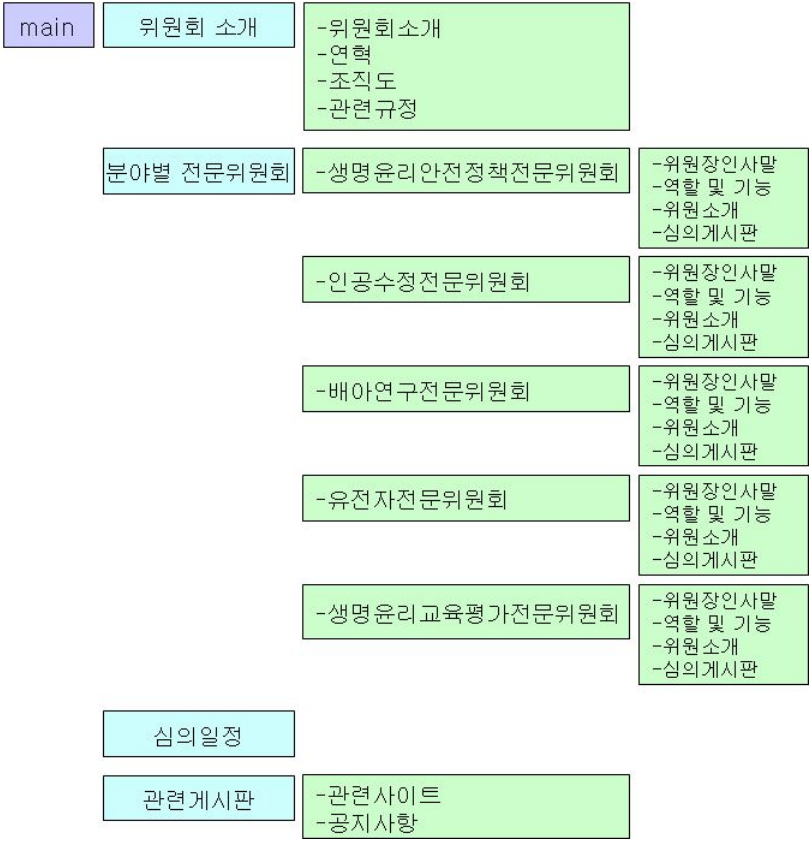 main
위원회 소개
-위원회소개
-연혁
-조직도
-관련규정
분야별 전문위원회
-생명윤리안전정책전문위원회
-위원장인사말
-역할 및 기능
-위원소개
-심의게시판
-인공수정전문위원회
-위원장인사말
-역할 및 기능
-위원소개
-심의게시판
-배아연구전문위원회
-위원장인사말
-역할 및 기능
-위원소개
-심의게시판
-유전자전문위원회
-위원장인사말
-역할 및 기능
-위원소개
-심의게시판
-생명윤리교육평가전문위원회
-위원장인사말
-역할 및 기능
-위원소개
-심의게시판
심의일정
관련게시판
-관련사이트
-공지사항